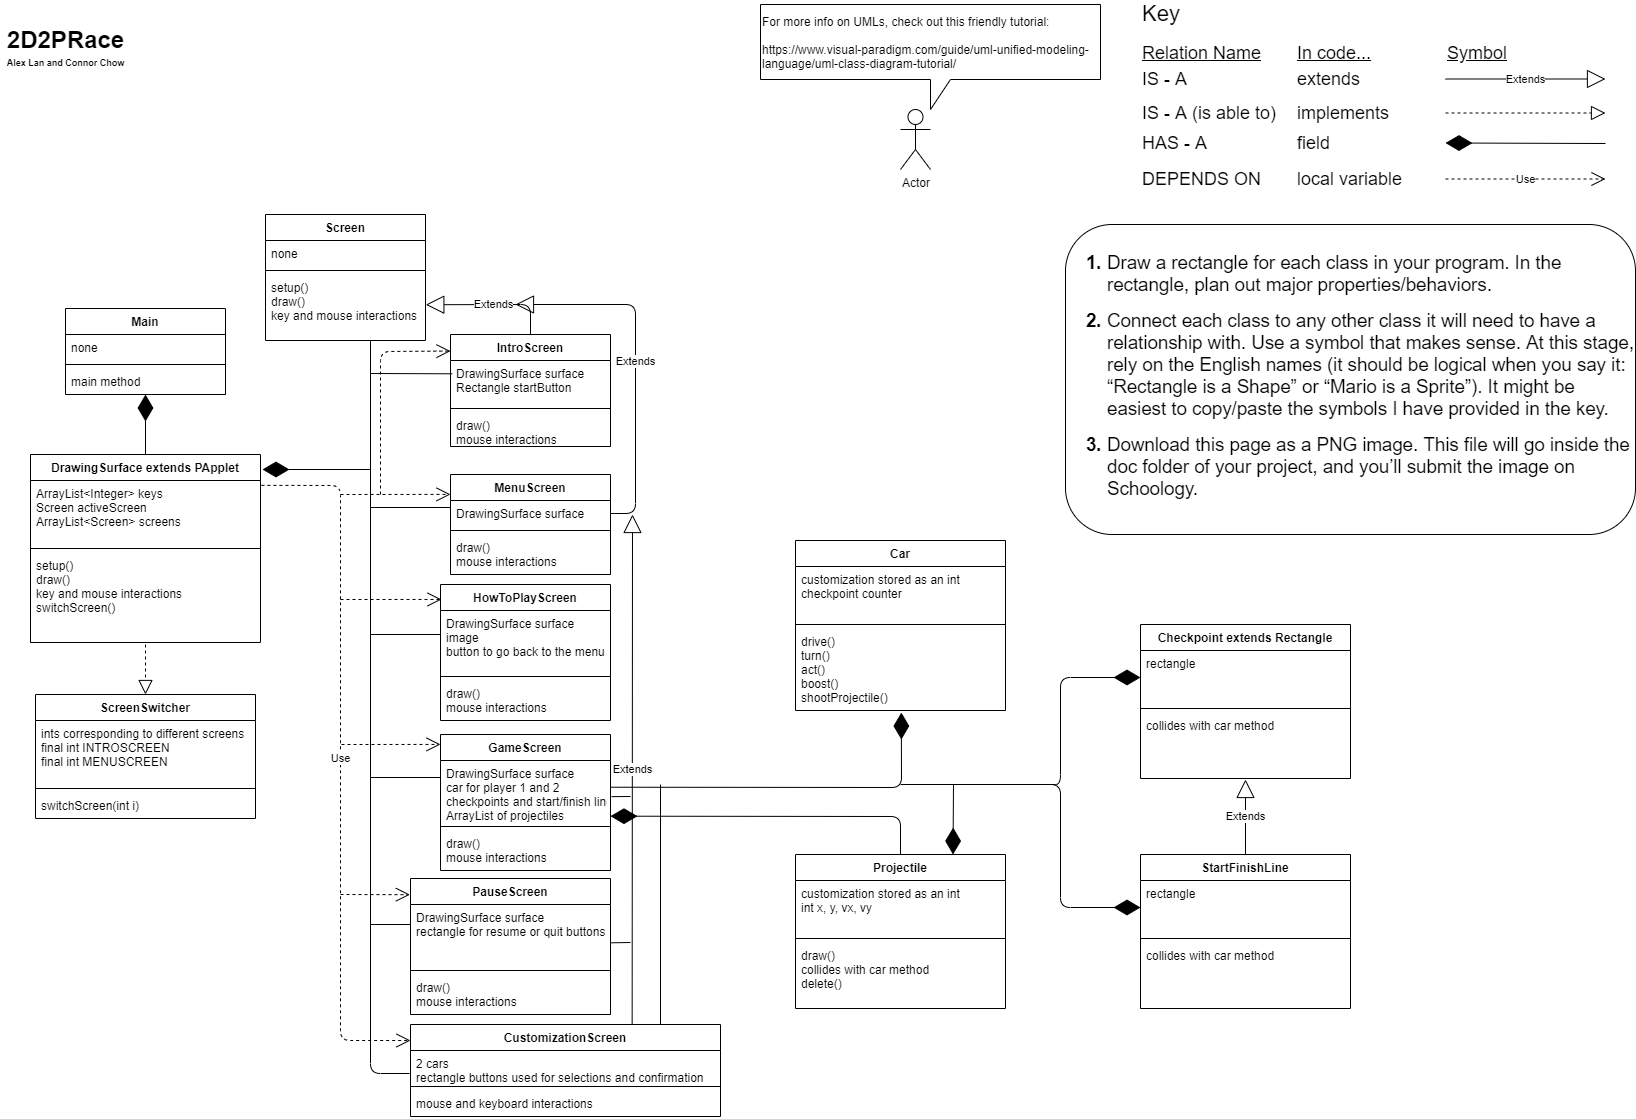 2D2PRace
Alex Lan and Connor Chow
For more info on UMLs, check out this friendly tutorial:
https://www.visual-paradigm.com/guide/uml-unified-modeling-
language/uml-class-diagram-tutorial/
Actor
Key
Relation Name In code... Symbol
IS - A extends Extends
IS - A (is able to) implements
HAS - A field
DEPENDS ON local variable Use
1. Draw a rectangle for each class in your program. In the
rectangle, plan out major properties/behaviors.
2. Connect each class to any other class it will need to have a
relationship with. Use a symbol that makes sense. At this stage,
rely on the English names (it should be logical when you say it:
“Rectangle is a Shape” or “Mario is a Sprite”). It might be
easiest to copy/paste the symbols I have provided in the key.
3. Download this page as a PNG image. This file will go inside the
doc folder of your project, and you’ll submit the image on
Schoology.
Screen
none
setup()
draw()
key and mouse interactions
Extends
Extends
Main
none
main method
DrawingSurface extends PApplet
ArrayList<Integer> keys
Screen activeScreen
ArrayList<Screen> screens
setup()
draw()
key and mouse interactions
switchScreen()
ScreenSwitcher
ints corresponding to different screens
final int INTROSCREEN
final int MENUSCREEN
switchScreen(int i)
Use
IntroScreen
DrawingSurface surface
Rectangle startButton
draw()
mouse interactions
MenuScreen
DrawingSurface surface
draw()
mouse interactions
HowToPlayScreen
DrawingSurface surface
image
button to go back to the menu
draw()
mouse interactions
GameScreen
DrawingSurface surface
car for player 1 and 2
checkpoints and start/finish lin
ArrayList of projectiles
draw()
mouse interactions
Extends
PauseScreen
DrawingSurface surface
rectangle for resume or quit buttons
draw()
mouse interactions
CustomizationScreen
2 cars
rectangle buttons used for selections and confirmation
mouse and keyboard interactions
Car
customization stored as an int
checkpoint counter
drive()
turn()
act()
boost()
shootProjectile()
Projectile
customization stored as an int
int x, y, vx, vy
draw()
collides with car method
delete()
Checkpoint extends Rectangle
rectangle
collides with car method
Extends
StartFinishLine
rectangle
collides with car method